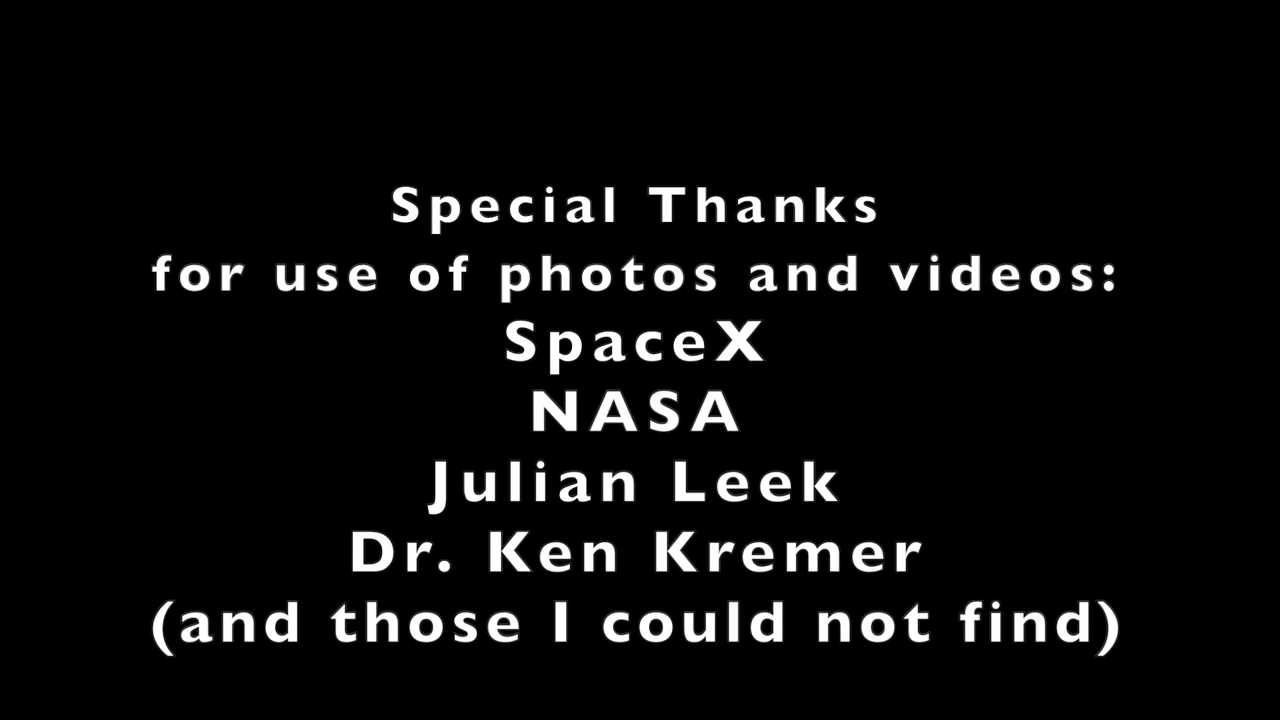 Special Thanks
for use of photos and videos:
SpaceX
NASA
Julian Leek
Dr. Ken Kremer
(and those I could not find)